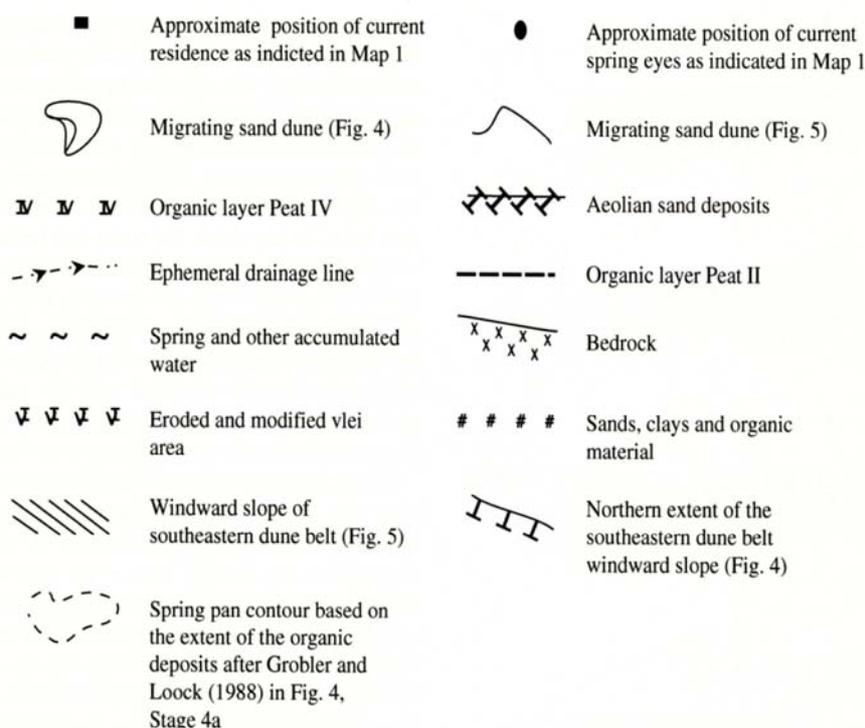 Approximate position of current
residence as indicted in Map 1
Migrating sand dune (Fig. 4)
Organic layer Peat IV
Ephemeral drainage line
Spring and other accumulated
water
Eroded and modified vlei
area
Windward slope of
southeastern dune belt (Fig. 5)
Spring pan contour based on
the extent of the organic
deposits after Grobler and
Loock (1988) in Fig. 4,
Stage 4a
Approximate position of current
spring eyes as indicated in Map 1
Migrating sand dune (Fig. 5)
Aeolian sand deposits
Organic layer Peat II
Bedrock
Sands, clays and organic
material
Northern extent of the
southeastern dune belt
windward slope (Fig. 4)